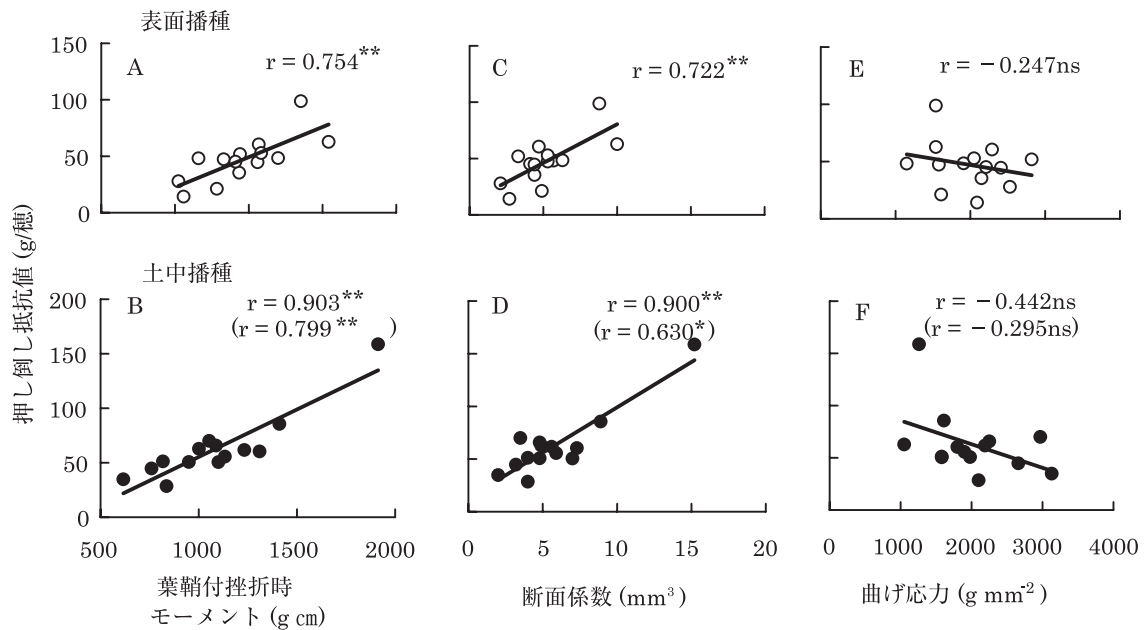 表面播種
150
100
50
0
A
r = 0.754**
C
r = 0.722**
E
r = －0.247ns
押し倒し抵抗値 (g/穂)
土中播種
200
150
100
50
0
B
r = 0.903**
(r = 0.799** )
D
r = 0.900**
(r = 0.630*)
F
r = －0.442ns
(r = －0.295ns)
500 1000 1500 2000
0 5 10 15 20
0 1000 2000 3000 4000
葉鞘付挫折時
モーメント (g cm)
断面係数 (mm³)
曲げ応力 (g mm⁻²)